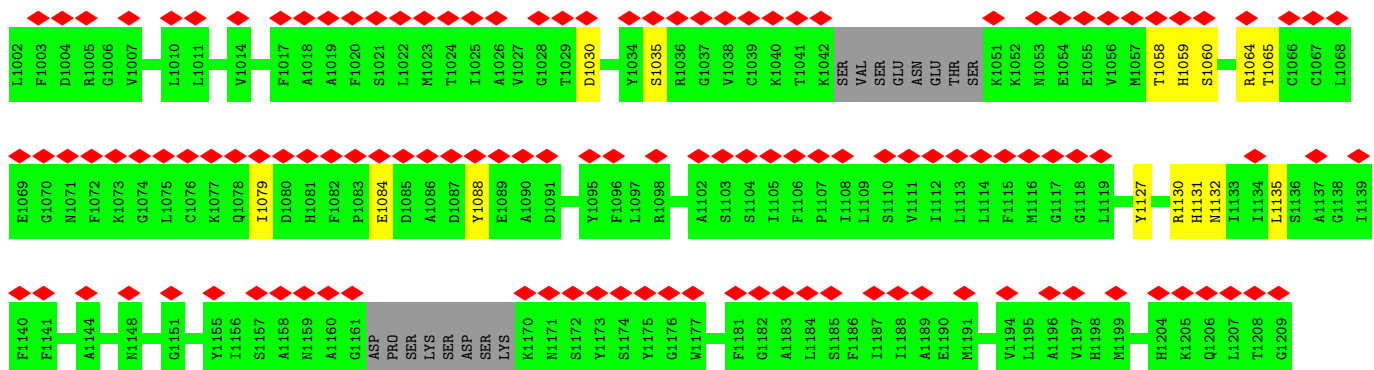 L1002 F1003 D1004 R1005 G1006 V1007 L1010 L1011 V1014 F1017 A1018 A1019 F1020 S1021 L1022 M1023 T1024 I1025 A1026 V1027 G1028 T1029 D1030 Y1034 S1035 R1036 G1037 V1038 C1039 K1040 T1041 K1042 SER VAL SER GLU ASN GLU THR SER K1051 K1052 N1053 E1054 E1055 V1056 M1057 T1058 H1059 S1060 R1064 T1065 C1066 C1067 L1068
E1069 G1070 N1071 F1072 K1073 G1074 L1075 C1076 K1077 Q1078 I1079 D1080 H1081 F1082 P1083 E1084 D1085 A1086 D1087 Y1088 E1089 A1090 D1091 Y1095 F1096 L1097 R1098 A1102 S1103 S1104 I1105 F1106 P1107 I1108 L1109 S1110 V1111 I1112 L1113 L1114 F1115 M1116 G1117 G1118 L1119 Y1127 R1130 H1131 N1132 I1133 I1134 L1135 S1136 A1137 G1138 I1139
F1140 F1141 A1144 N1148 G1151 Y1155 I1156 S1157 A1158 N1159 A1160 G1161 ASP PRO SER LYS SER ASP SER LYS K1170 N1171 S1172 Y1173 S1174 Y1175 G1176 W1177 F1181 G1182 A1183 L1184 S1185 F1186 I1187 I1188 A1189 E1190 M1191 V1194 L1195 A1196 V1197 H1198 M1199 H1204 K1205 Q1206 L1207 T1208 G1209